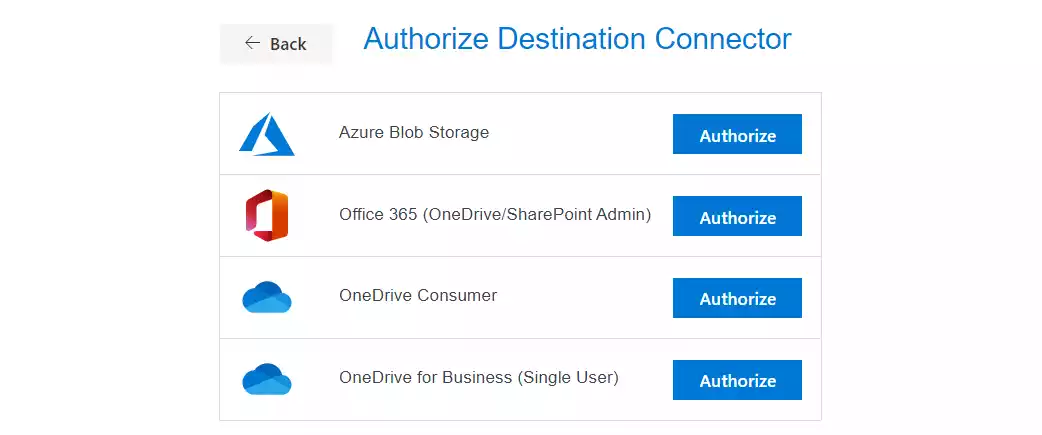 Back
Authorize Destination Connector
Azure Blob Storage
Authorize
Office 365 (OneDrive/SharePoint Admin)
Authorize
OneDrive Consumer
Authorize
OneDrive for Business (Single User)
Authorize